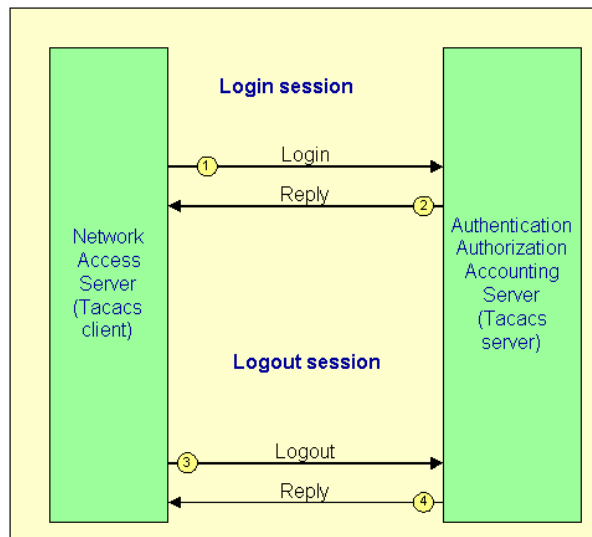 Login session
1 Login
Reply 2
Network
Access
Server
(Tacacs
client)
Authentication
Authorization
Accounting
Server
(Tacacs
server)
Logout session
3 Logout
Reply 4